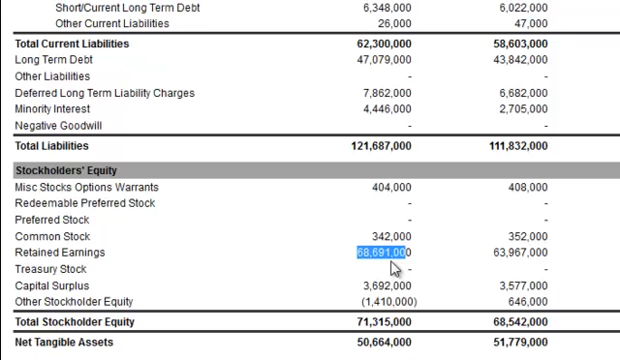 Short/Current Long Term Debt 6,348,000 6,022,000
Other Current Liabilities 26,000 47,000
Total Current Liabilities 62,300,000 58,603,000
Long Term Debt 47,079,000 43,842,000
Other Liabilities - -
Deferred Long Term Liability Charges 7,862,000 6,682,000
Minority Interest 4,446,000 2,705,000
Negative Goodwill - -
Total Liabilities 121,687,000 111,832,000
Stockholders' Equity
Misc Stocks Options Warrants 404,000 408,000
Redeemable Preferred Stock - -
Preferred Stock - -
Common Stock 342,000 352,000
Retained Earnings 68,691,000 63,967,000
Treasury Stock - -
Capital Surplus 3,692,000 3,577,000
Other Stockholder Equity (1,410,000) 646,000
Total Stockholder Equity 71,315,000 68,542,000
Net Tangible Assets 50,664,000 51,779,000